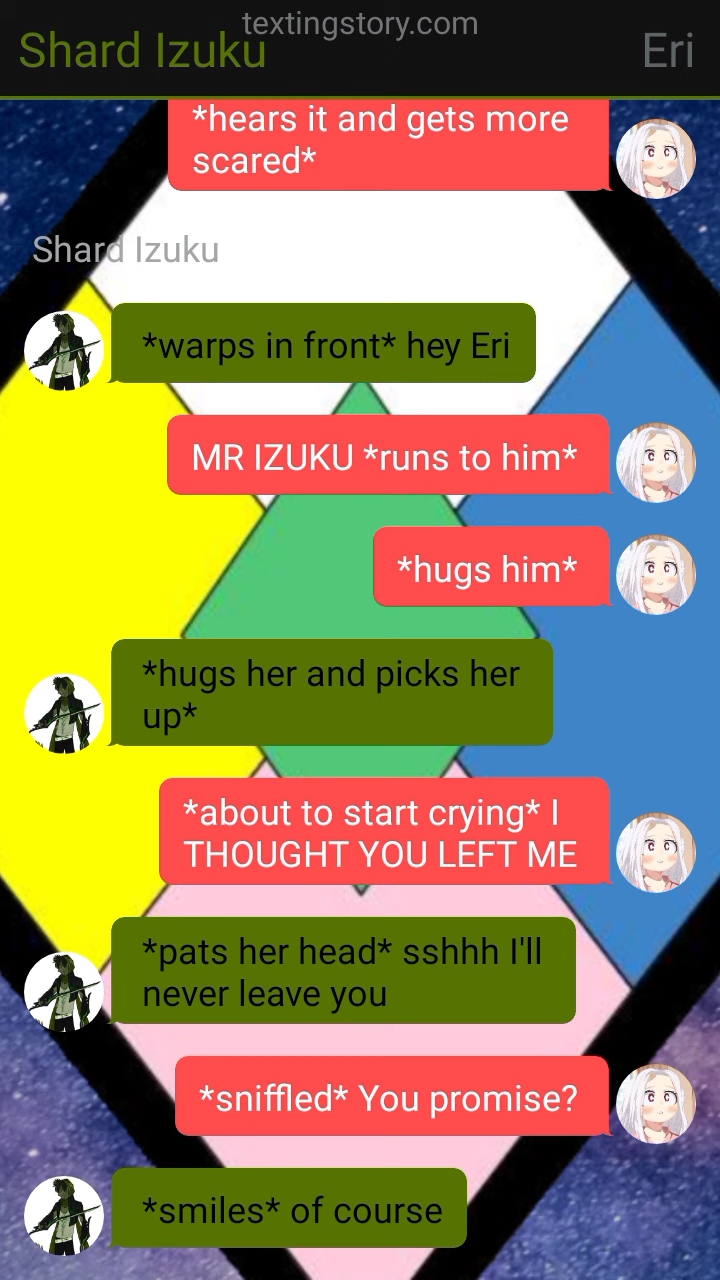 textingstory.com
Shard Izuku
Eri
*hears it and gets more
scared*
Shard Izuku
*warps in front* hey Eri
MR IZUKU *runs to him*
*hugs him*
*hugs her and picks her
up*
*about to start crying* I
THOUGHT YOU LEFT ME
*pats her head* sshhh I'll
never leave you
*sniffled* You promise?
*smiles* of course